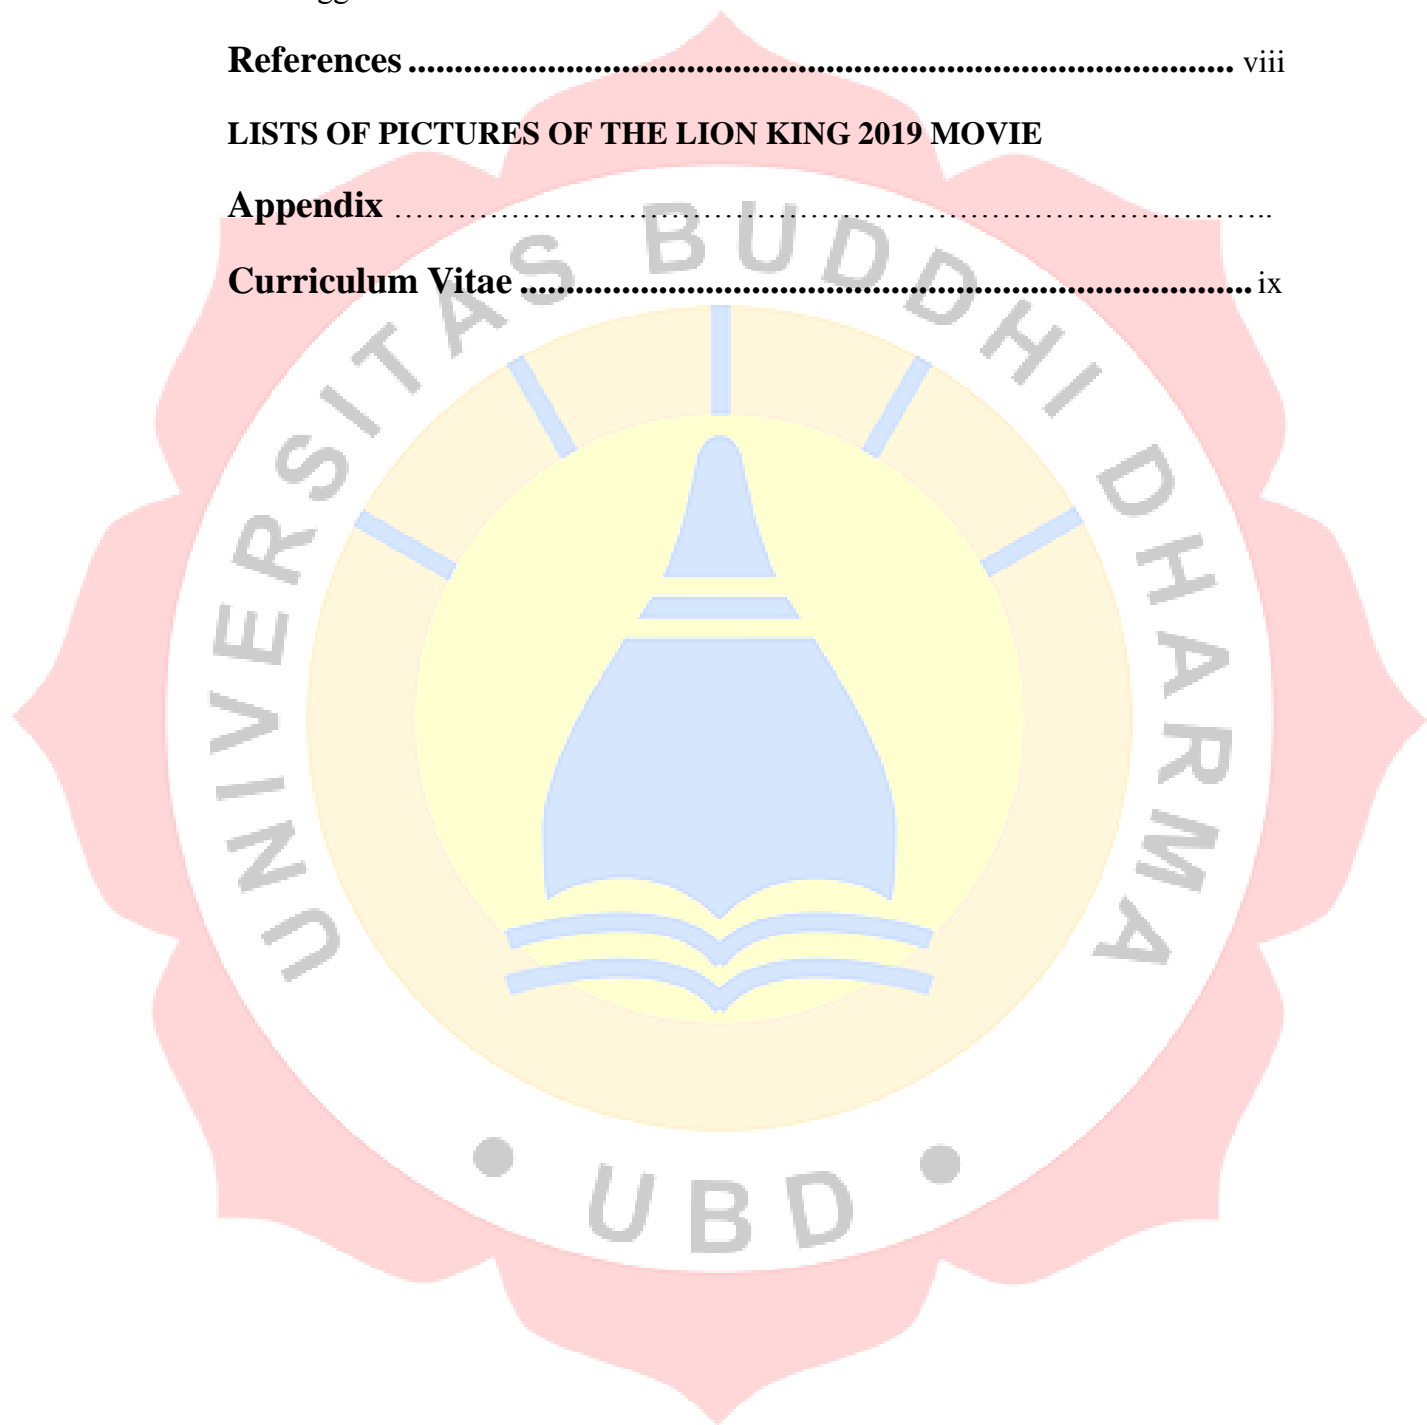 References ........................................................................................ viii
LISTS OF PICTURES OF THE LION KING 2019 MOVIE
Appendix ……………………………………………………………………………………..
Curriculum Vitae .............................................................................. ix
UNIVERSITAS BUDDHI DHARMA
• UBD •